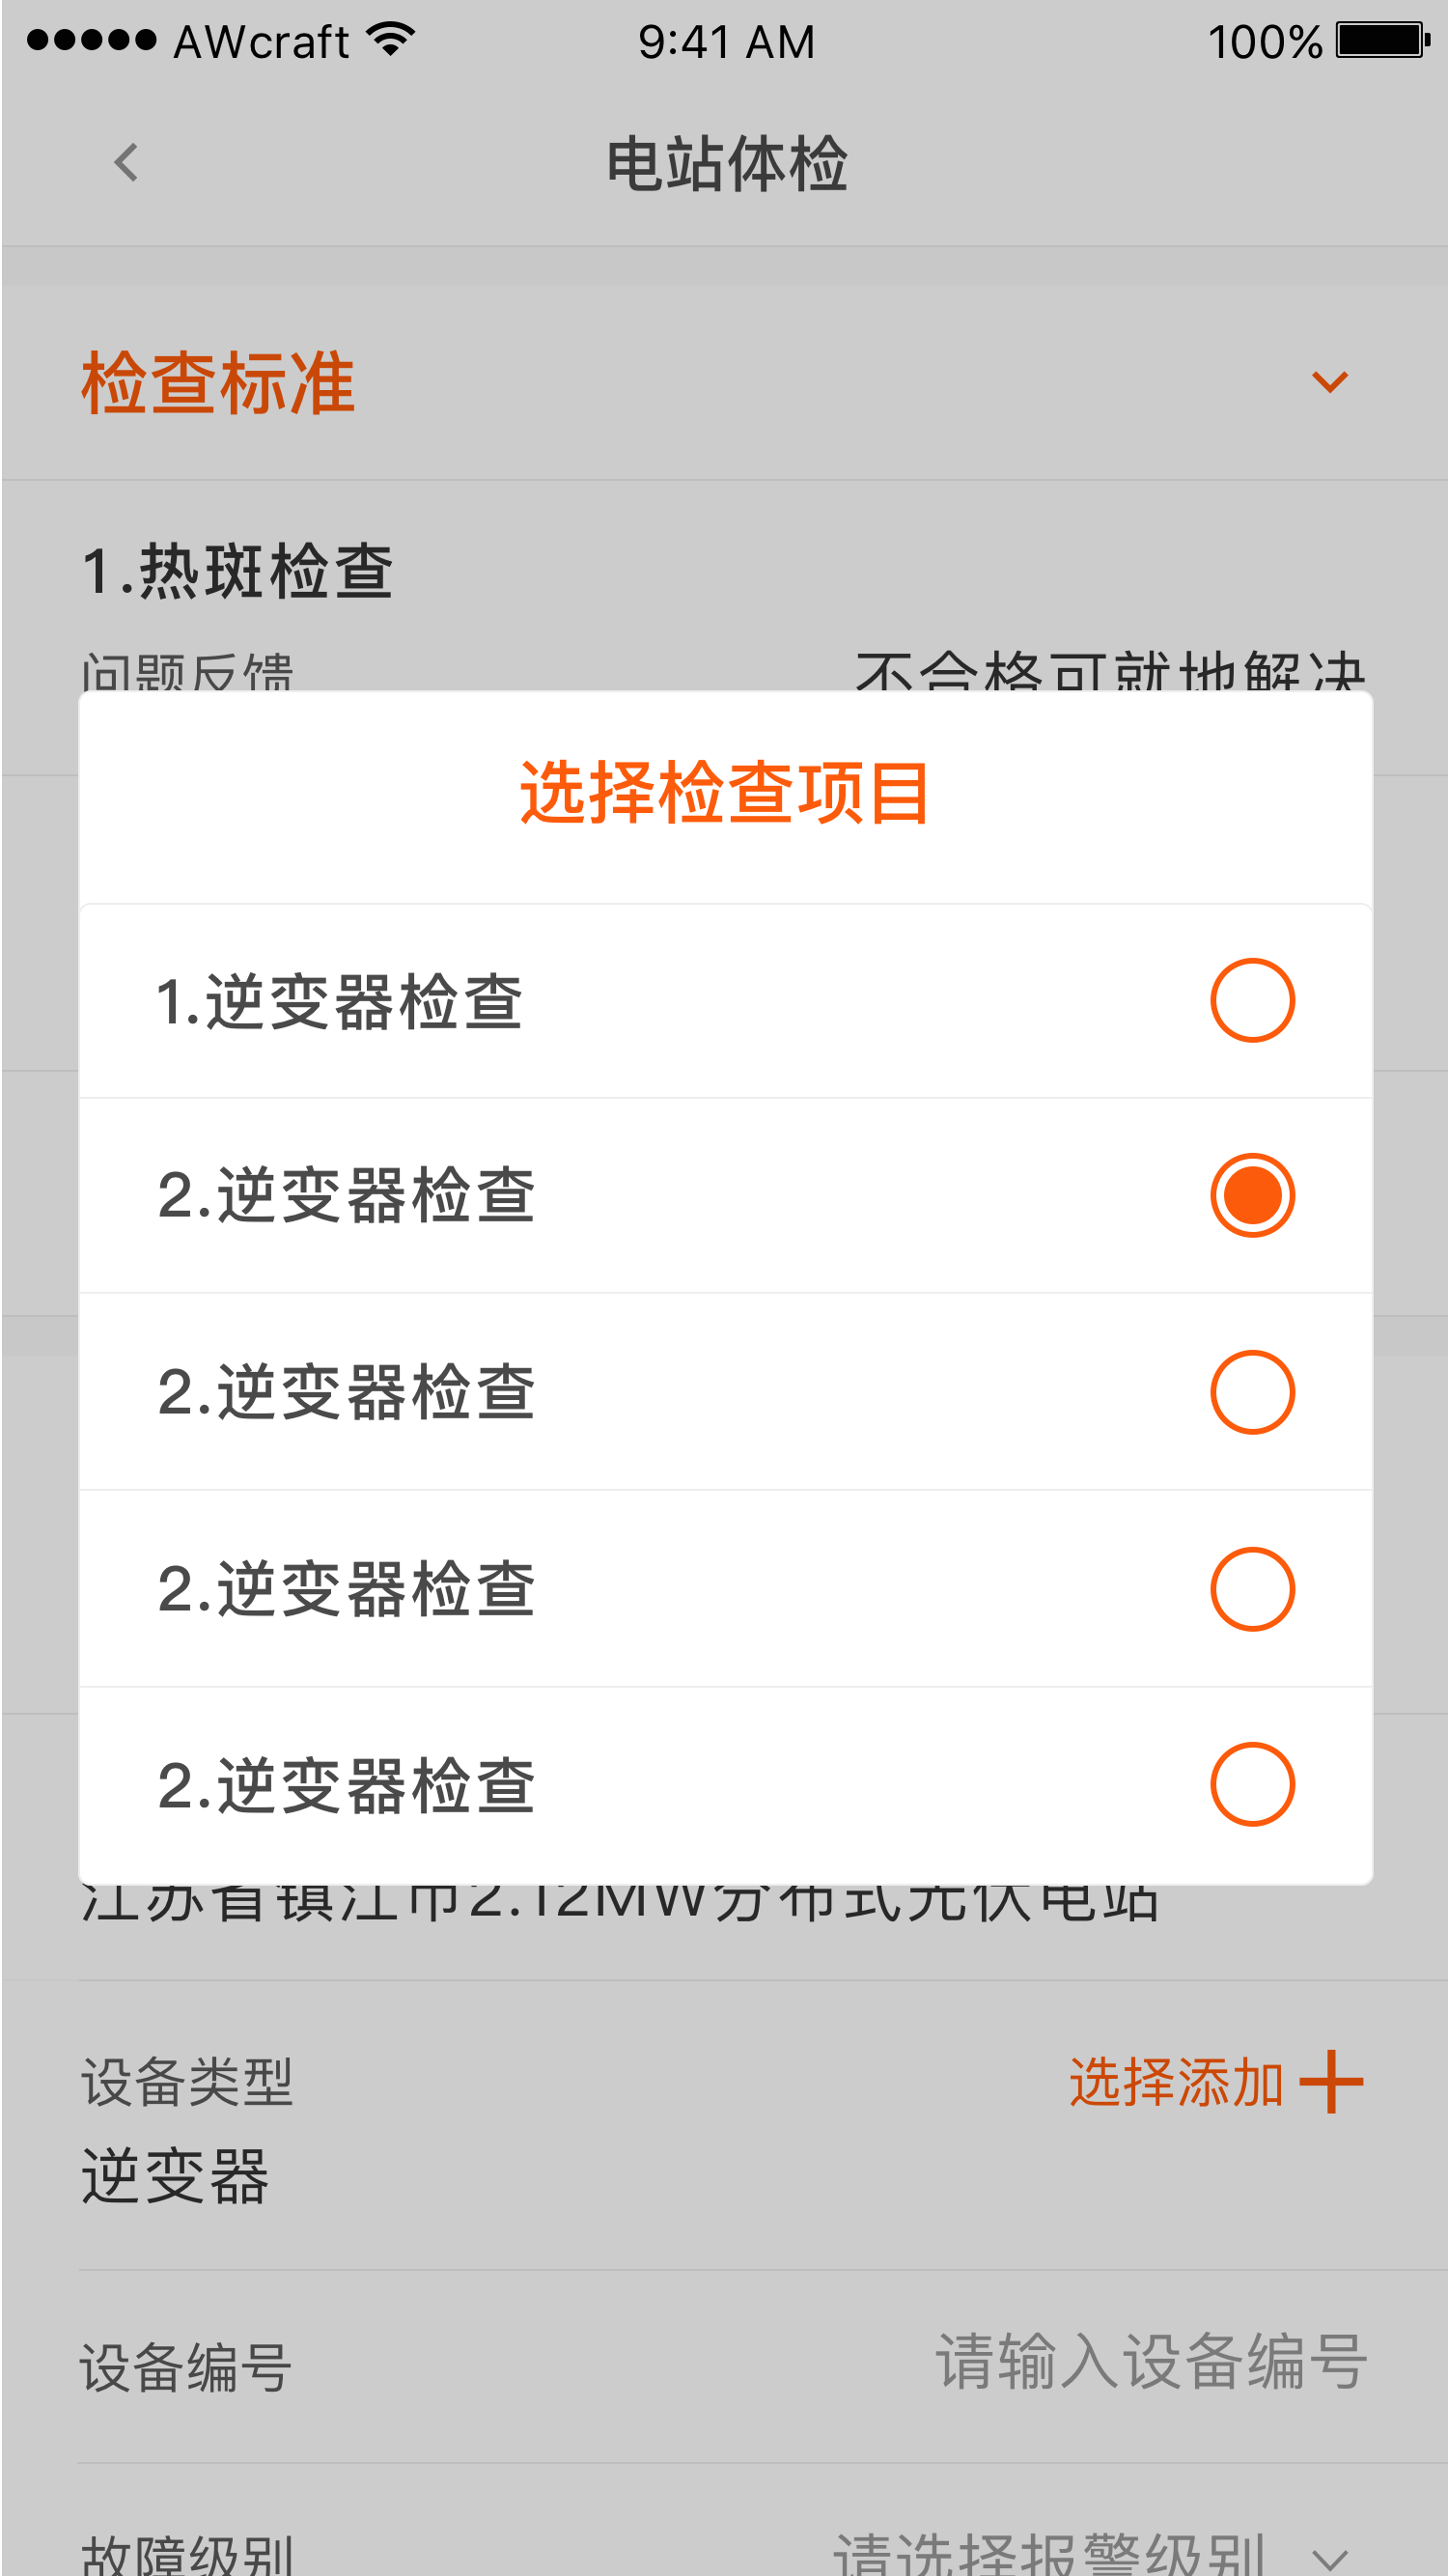 AWcraft 9:41 AM 100%
电站体检
检查标准
1.热斑检查
问题反馈 不合格可就地解决
选择检查项目
1.逆变器检查
2.逆变器检查
2.逆变器检查
2.逆变器检查
2.逆变器检查
江苏省镇江市2.12MW分布式光伏电站
设备类型 选择添加
逆变器
设备编号 请输入设备编号
故障级别 请选择报警级别